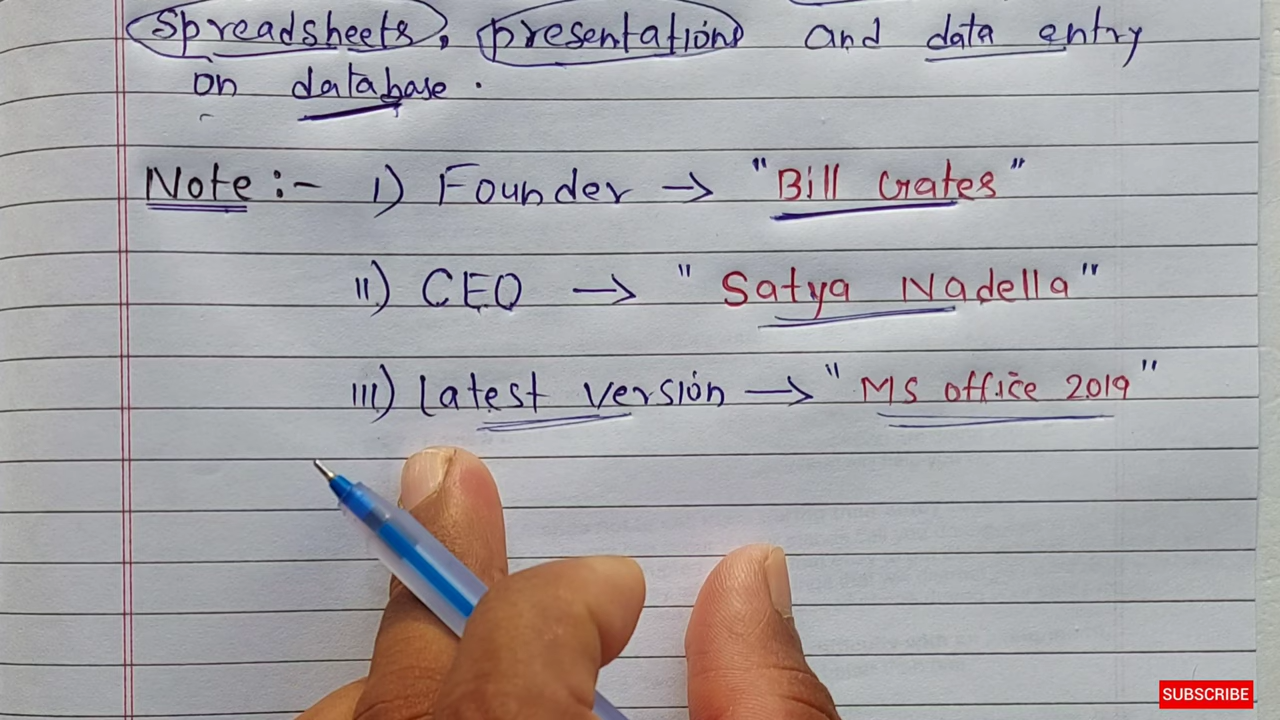 Spreadsheets, presentations and data entry
on database.
Note :- i) Founder → "Bill Gates"
ii) CEO → "Satya Nadella"
iii) Latest version → "MS office 2019"
SUBSCRIBE